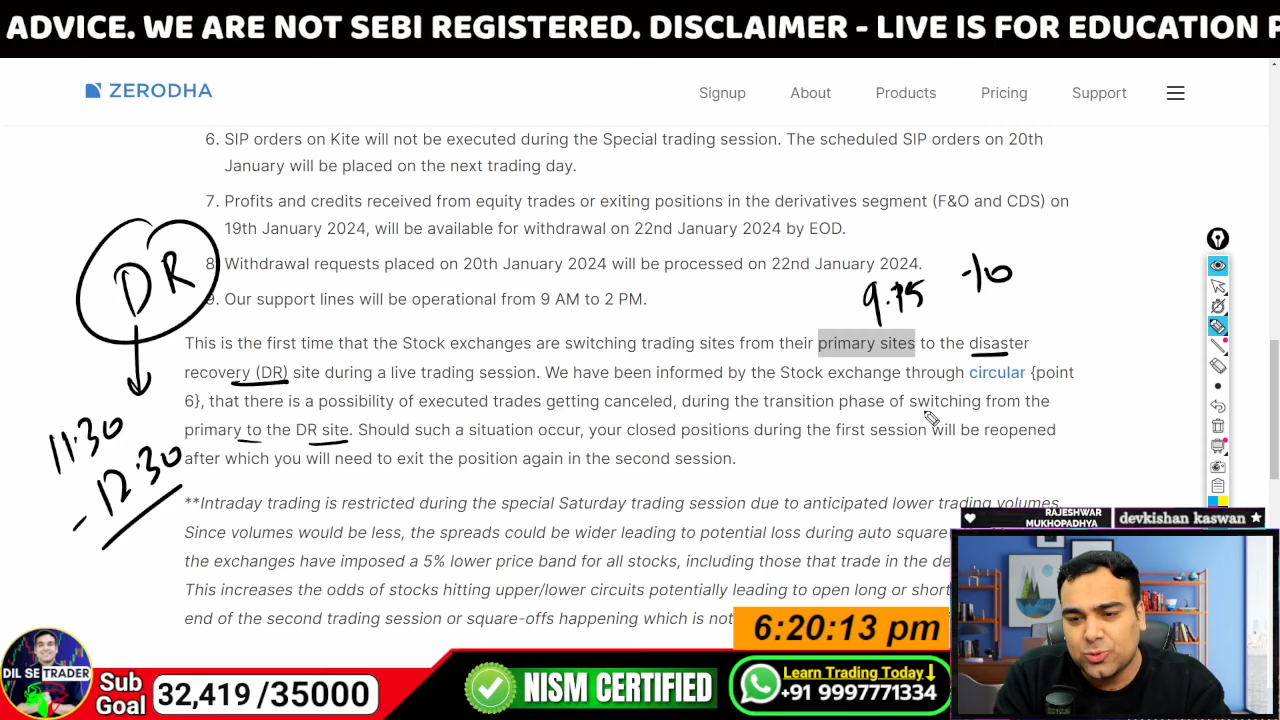 ADVICE. WE ARE NOT SEBI REGISTERED. DISCLAIMER - LIVE IS FOR EDUCATION P
ZERODHA
Signup About Products Pricing Support
6. SIP orders on Kite will not be executed during the Special trading session. The scheduled SIP orders on 20th
January will be placed on the next trading day.
7. Profits and credits received from equity trades or exiting positions in the derivatives segment (F&O and CDS) on
19th January 2024, will be available for withdrawal on 22nd January 2024 by EOD.
8. Withdrawal requests placed on 20th January 2024 will be processed on 22nd January 2024.
9. Our support lines will be operational from 9 AM to 2 PM.
DR
9.15 -10
This is the first time that the Stock exchanges are switching trading sites from their primary sites to the disaster
recovery (DR) site during a live trading session. We have been informed by the Stock exchange through circular {point
6}, that there is a possibility of executed trades getting canceled, during the transition phase of switching from the
primary to the DR site. Should such a situation occur, your closed positions during the first session will be reopened
after which you will need to exit the position again in the second session.
11.30
- 12.30
**Intraday trading is restricted during the special Saturday trading session due to anticipated lower trading volumes.
Since volumes would be less, the spreads would be wider leading to potential loss during auto square
the exchanges have imposed a 5% lower price band for all stocks, including those that trade in the de
This increases the odds of stocks hitting upper/lower circuits potentially leading to open long or short
end of the second trading session or square-offs happening which is not
RAJESHWAR
MUKHOPADHYA
devkishan kaswan
6:20:13 pm
DIL SE TRADER
Sub
Goal
32,419 /35000
NISM CERTIFIED
Learn Trading Today
+91 9997771334